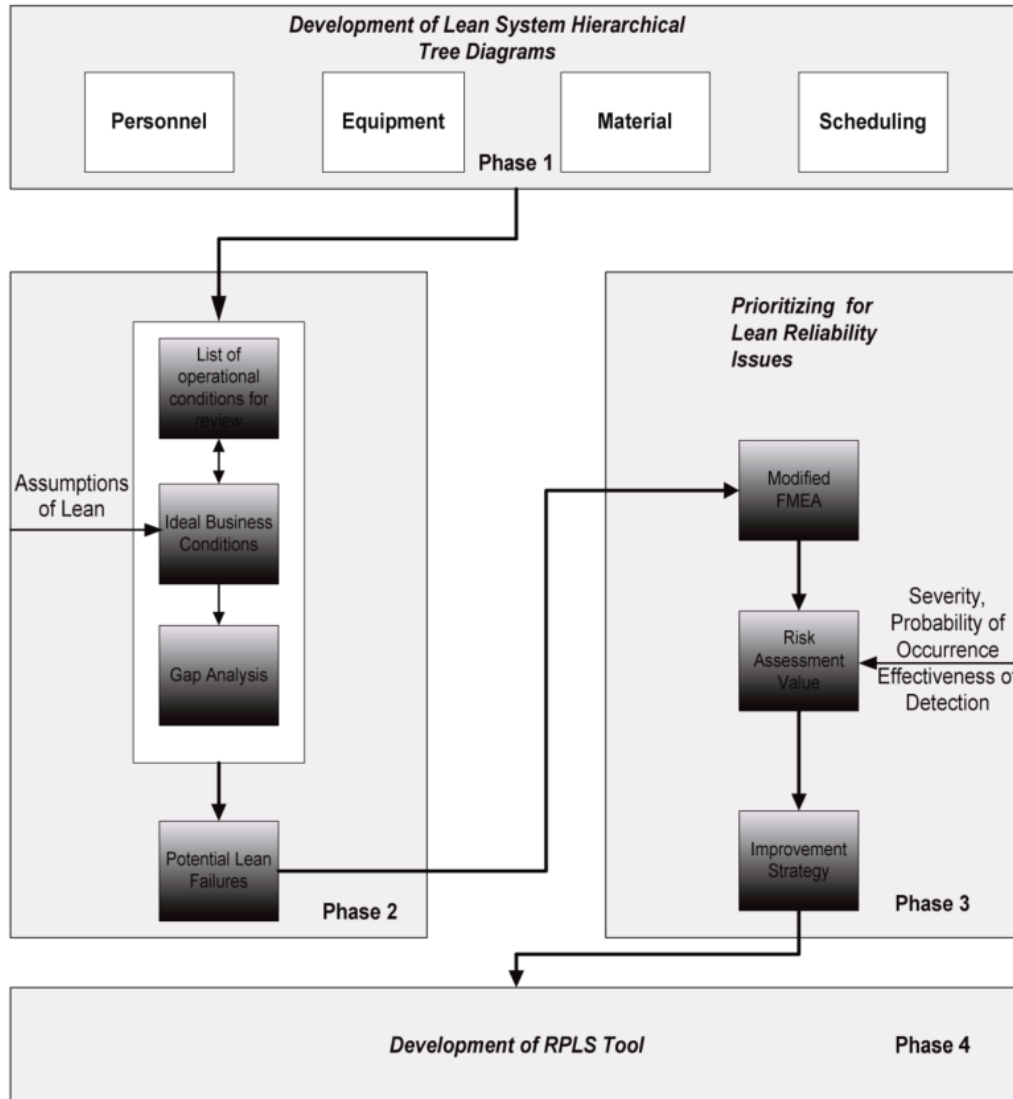 Development of Lean System Hierarchical
Tree Diagrams
Personnel
Equipment
Material
Scheduling
Phase 1
List of
operational
conditions for
review
Assumptions
of Lean
Ideal Business
Conditions
Gap Analysis
Potential Lean
Failures
Phase 2
Prioritizing for
Lean Reliability
Issues
Modified
FMEA
Severity,
Probability of
Occurrence
Effectiveness of
Detection
Risk
Assessment
Value
Improvement
Strategy
Phase 3
Development of RPLS Tool
Phase 4